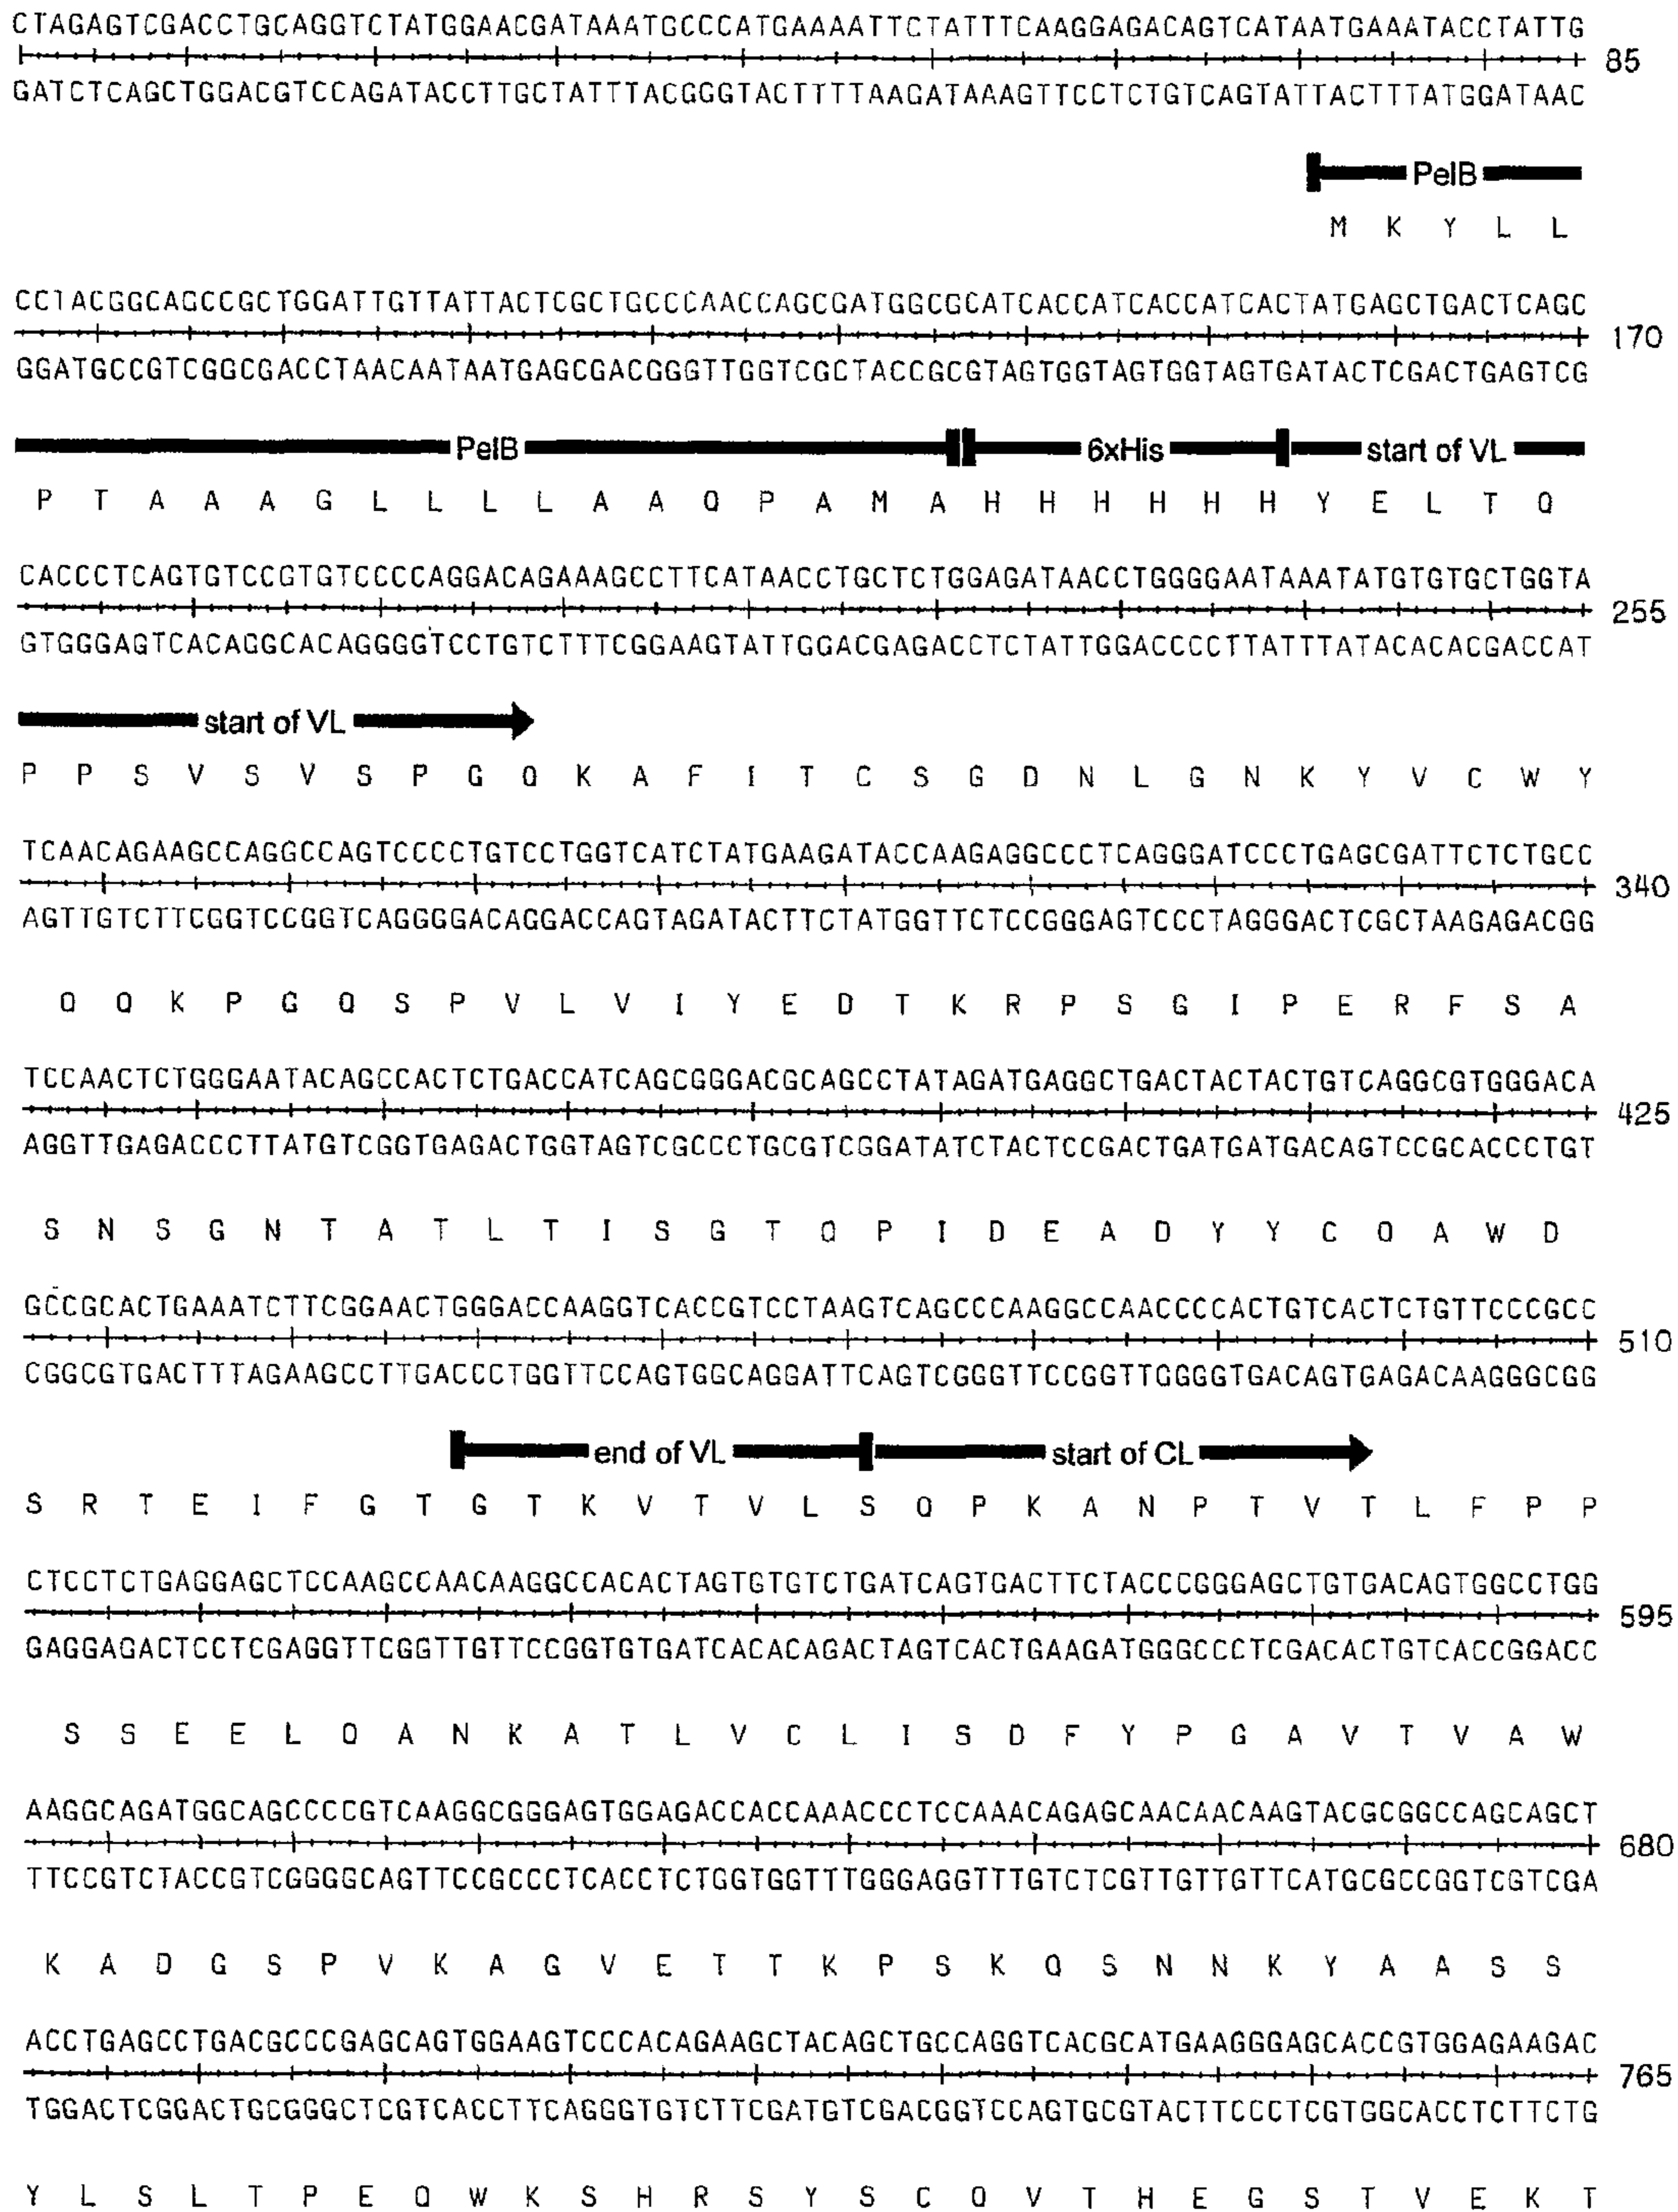 CTAGAGTCGACCTGCAGGTCTATGGAACGATAAATGCCCATGAAAATTCTATTTCAAGGAGACAGTCATAATGAAATACCTATTG
85
GATCTCAGCTGGACGTCCAGATACCTTGCTATTTACGGGTACTTTTAAGATAAAGTTCCTCTGTCAGTATTACTTTATGGATAAC
PelB
M K Y L L
CCTACGGCAGCCGCTGGATTGTTATTACTCGCTGCCCAACCAGCGATGGCGCATCACCATCACCATCACTATGAGCTGACTCAGC
170
GGATGCCGTCGGCGACCTAACAATAATGAGCGACGGGTTGGTCGCTACCGCGTAGTGGTAGTGGTAGTGATACTCGACTGAGTCG
PelB 6xHis start of VL
P T A A A G L L L L A A Q P A M A H H H H H H Y E L T Q
CACCCTCAGTGTCCGTGTCCCCAGGACAGAAAGCCTTCATAACCTGCTCTGGAGATAACCTGGGGAATAAATATGTGTGCTGGTA
255
GTGGGAGTCACAGGCACAGGGGTCCTGTCTTTCGGAAGTATTGGACGAGACCTCTATTGGACCCCTTATTTATACACACGACCAT
start of VL
P P S V S V S P G Q K A F I T C S G D N L G N K Y V C W Y
TCAACAGAAGCCAGGCCAGTCCCCTGTCCTGGTCATCTATGAAGATACCAAGAGGCCCTCAGGGATCCCTGAGCGATTCTCTGCC
340
AGTTGTCTTCGGTCCGGTCAGGGGACAGGACCAGTAGATACTTCTATGGTTCTCCGGGAGTCCCTAGGGACTCGCTAAGAGACGG
Q Q K P G Q S P V L V I Y E D T K R P S G I P E R F S A
TCCAACTCTGGGAATACAGCCACTCTGACCATCAGCGGGACGCAGCCTATAGATGAGGCTGACTACTACTGTCAGGCGTGGGACA
425
AGGTTGAGACCCTTATGTCGGTGAGACTGGTAGTCGCCCTGCGTCGGATATCTACTCCGACTGATGATGACAGTCCGCACCCTGT
S N S G N T A T L T I S G T Q P I D E A D Y Y C Q A W D
GCCGCACTGAAATCTTCGGAACTGGGACCAAGGTCACCGTCCTAAGTCAGCCCAAGGCCAACCCCACTGTCACTCTGTTCCCGCC
510
CGGCGTGACTTTAGAAGCCTTGACCCTGGTTCCAGTGGCAGGATTCAGTCGGGTTCCGGTTGGGGTGACAGTGAGACAAGGGCGG
end of VL start of CL
S R T E I F G T G T K V T V L S Q P K A N P T V T L F P P
CTCCTCTGAGGAGCTCCAAGCCAACAAGGCCACACTAGTGTGTCTGATCAGTGACTTCTACCCGGGAGCTGTGACAGTGGCCTGG
595
GAGGAGACTCCTCGAGGTTCGGTTGTTCCGGTGTGATCACACAGACTAGTCACTGAAGATGGGCCCTCGACACTGTCACCGGACC
S S E E L Q A N K A T L V C L I S D F Y P G A V T V A W
AAGGCAGATGGCAGCCCCGTCAAGGCGGGAGTGGAGACCACCAAACCCTCCAAACAGAGCAACAACAAGTACGCGGCCAGCAGCT
680
TTCCGTCTACCGTCGGGGCAGTTCCGCCCTCACCTCTGGTGGTTTGGGAGGTTTGTCTCGTTGTTGTTCATGCGCCGGTCGTCGA
K A D G S P V K A G V E T T K P S K Q S N N K Y A A S S
ACCTGAGCCTGACGCCCGAGCAGTGGAAGTCCCACAGAAGCTACAGCTGCCAGGTCACGCATGAAGGGAGCACCGTGGAGAAGAC
765
TGGACTCGGACTGCGGGCTCGTCACCTTCAGGGTGTCTTCGATGTCGACGGTCCAGTGCGTACTTCCCTCGTGGCACCTCTTCTG
Y L S L T P E Q W K S H R S Y S C Q V T H E G S T V E K T